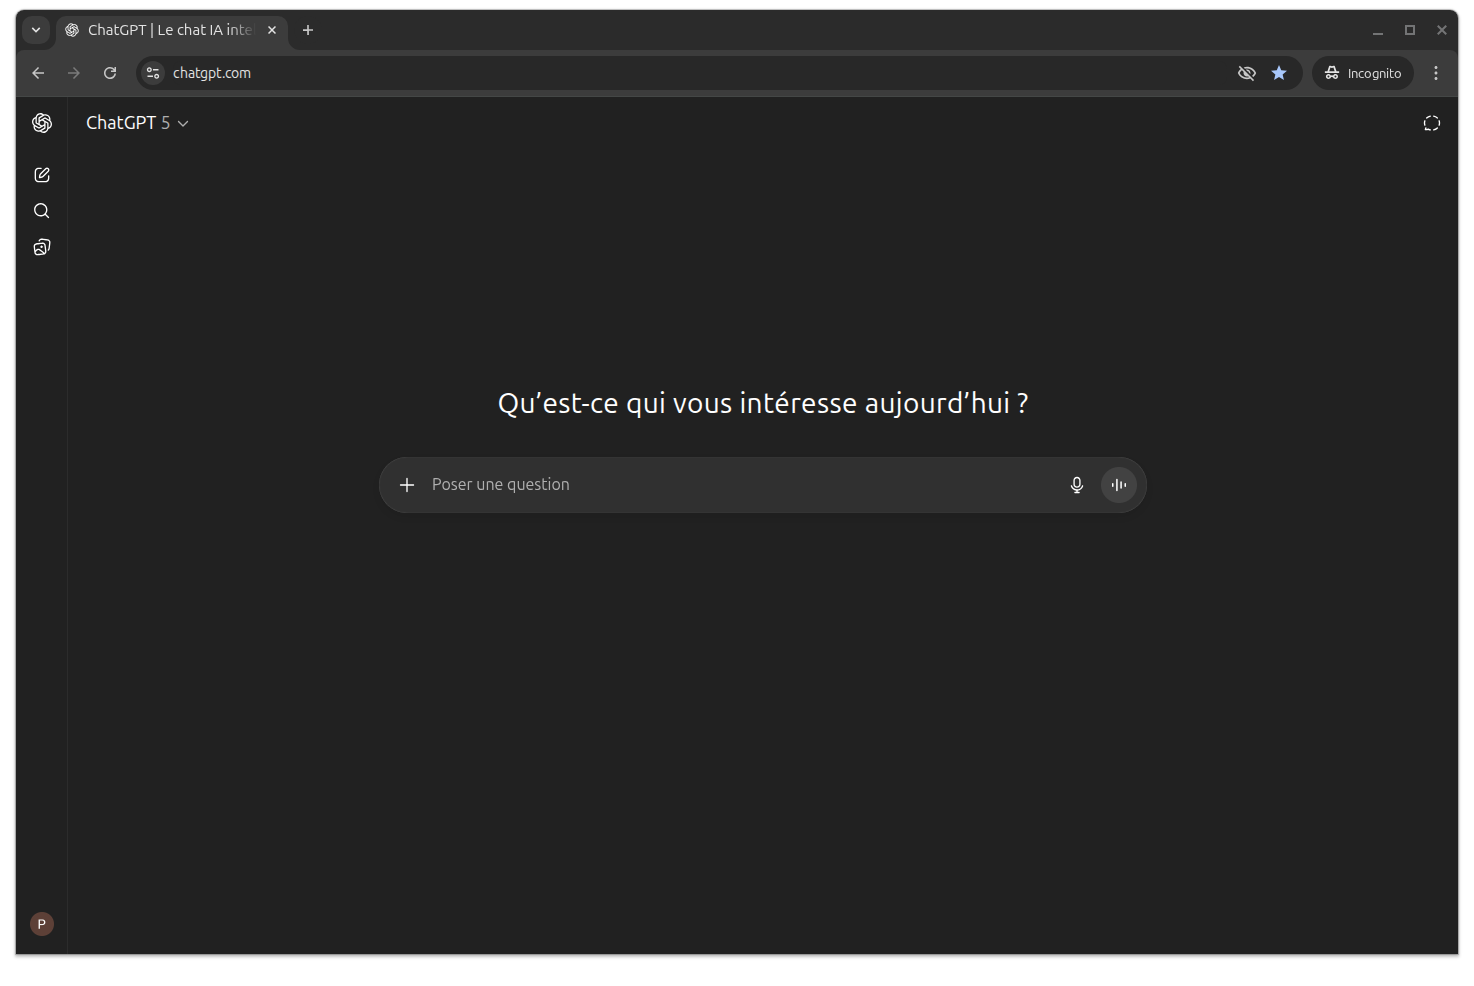 ChatGPT | Le chat IA inte
chatgpt.com
Incognito
ChatGPT 5
Qu’est-ce qui vous intéresse aujourd’hui ?
Poser une question
P